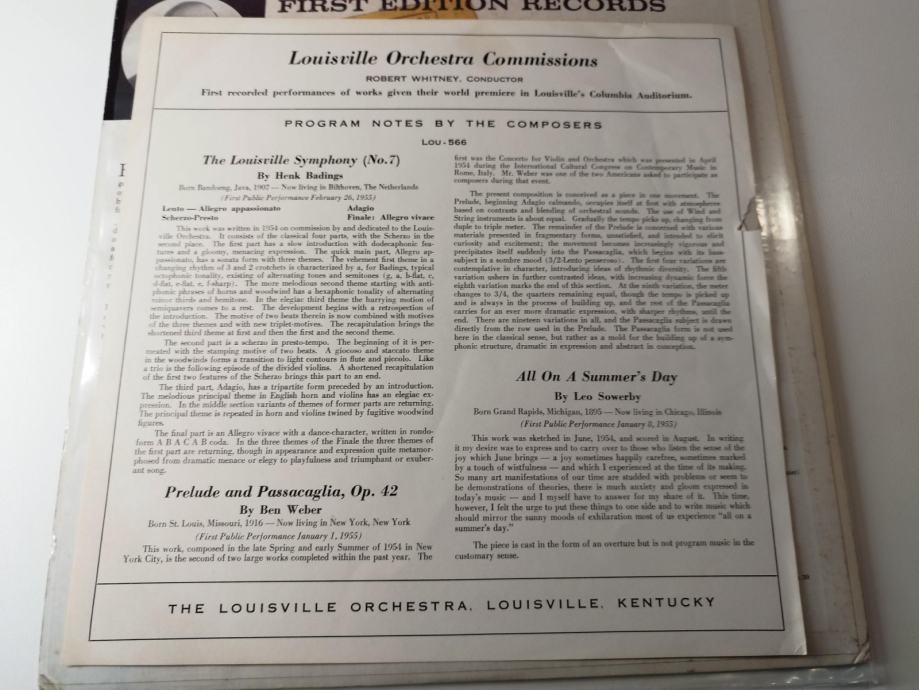 FIRST EDITION RECORDS
Louisville Orchestra Commissions
ROBERT WHITNEY, CONDUCTOR
First recorded performances of works given their world premiere in Louisville's Columbia Auditorium.
PROGRAM NOTES BY THE COMPOSERS
LOU-566
The Louisville Symphony (No.7)
By Henk Badings
Born Bandoeng, Java, 1907 — Now living in Bilthoven, The Netherlands
(First Public Performance February 26, 1955)
Lento — Allegro appassionato Adagio
Scherzo-Presto Finale: Allegro vivace
This work was written in 1954 on commission by and dedicated to the Louis-
ville Orchestra. It consists of the classical four parts, with the Scherzo in the
second place. The first part has a slow introduction with dodecaphonic fea-
tures and a gloomy, menacing expression. The quick main part, Allegro ap-
passionato, has a sonata form with three themes. The vehement first theme in a
changing rhythm of 3 and 2 crotchets is characterized by a, for Badings, typical
octophonic tonality, existing of alternating tones and semitones (g, a, b-flat, c,
d-flat, e-flat, e, f-sharp). The more melodious second theme starting with anti-
phonic phrases of horns and woodwind has a hexaphonic tonality of alternating
minor thirds and semitone. In the elegiac third theme the hurrying motion of
semiquavers comes to a rest. The development begins with a retrospection of
the introduction. The motive of two beats therein is now combined with motives
of the three themes and with new triplet-motives. The recapitulation brings the
shortened third theme at first and then the first and the second theme.
The second part is a scherzo in presto-tempo. The beginning of it is per-
meated with the stamping motive of two beats. A giocoso and staccato theme
in the woodwinds forms a transition to light contours in flute and piccolo. Like
a trio is the following episode of the divided violins. A shortened recapitulation
of the first two features of the Scherzo brings this part to an end.
The third part, Adagio, has a tripartite form preceded by an introduction.
The melodious principal theme in English horn and violins has an elegiac ex-
pression. In the middle section variants of themes of former parts are returning.
The principal theme is repeated in horn and violins twined by fugitive woodwind
figures.
The final part is an Allegro vivace with a dance-character, written in rondo-
form A B A C A B coda. In the three themes of the Finale the three themes of
the first part are returning, though in appearance and expression quite metamor-
phosed from dramatic menace or elegy to playfulness and triumphant or exuber-
ant song.
Prelude and Passacaglia, Op. 42
By Ben Weber
Born St. Louis, Missouri, 1916 — Now living in New York, New York
(First Public Performance January 1, 1955)
This work, composed in the late Spring and early Summer of 1954 in New
York City, is the second of two large works completed within the past year. The
first was the Concerto for Violin and Orchestra which was presented in April
1954 during the International Cultural Congress on Contemporary Music in
Rome, Italy. Mr. Weber was one of the two Americans asked to participate as
composers during that event.
The present composition is conceived as a piece in one movement. The
Prelude, beginning Adagio calmando, occupies itself at first with atmospheres
based on contrasts and blending of orchestral sounds. The use of Wind and
String instruments is about equal. Gradually the tempo picks up, changing from
duple to triple meter. The remainder of the Prelude is concerned with various
materials presented in fragmentary forms, unsatisfied, and intended to elicit
curiosity and excitement; the movement becomes increasingly vigorous and
precipitates itself suddenly into the Passacaglia, which begins with its bass-
subject in a sombre mood (3/2-Lento penseroso). The first four variations are
contemplative in character, introducing ideas of rhythmic diversity. The fifth
variation ushers in further contrasted ideas, with increasing dynamic force the
eighth variation marks the end of this section. At the ninth variation, the meter
changes to 3/4, the quarters remaining equal, though the tempo is picked up
and is always in the process of building up, and the rest of the Passacaglia
carries for an ever more dramatic expression, with sharper rhythms, until the
end. There are nineteen variations in all, and the Passacaglia subject is drawn
directly from the row used in the Prelude. The Passacaglia form is not used
here in the classical sense, but rather as a mold for the building up of a sym-
phonic structure, dramatic in expression and abstract in conception.
All On A Summer's Day
By Leo Sowerby
Born Grand Rapids, Michigan, 1895 — Now living in Chicago, Illinois
(First Public Performance January 8, 1955)
This work was sketched in June, 1954, and scored in August. In writing
it my desire was to express and to carry over to those who listen the sense of the
joy which June brings — a joy sometimes happily carefree, sometimes marked
by a touch of wistfulness — and which I experienced at the time of its making.
So many art manifestations of our time are studded with problems or seem to
be demonstrations of theories, there is much anxiety and gloom expressed in
today's music — and I myself have to answer for my share of it. This time,
however, I felt the urge to put these things to one side and to write music which
should mirror the sunny moods of exhilaration most of us experience "all on a
summer's day."
The piece is cast in the form of an overture but is not program music in the
customary sense.
THE LOUISVILLE ORCHESTRA, LOUISVILLE, KENTUCKY